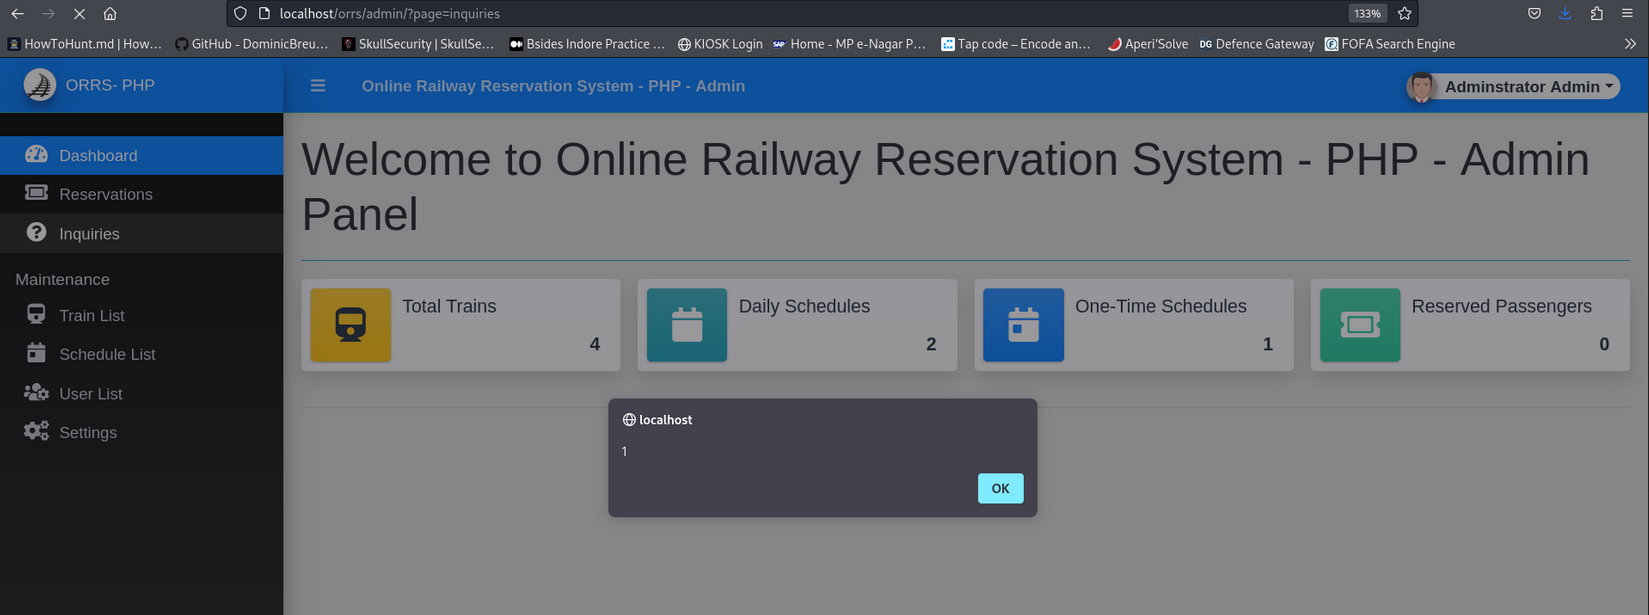 localhost/orrs/admin/?page=inquiries
133%
HowToHunt.md | How…
GitHub - DominicBreu…
SkullSecurity | SkullSe…
Bsides Indore Practice …
KIOSK Login
SAP
Home - MP e-Nagar P…
Tap code – Encode an…
Aperi'Solve
DG
Defence Gateway
FOFA Search Engine
ORRS- PHP
Online Railway Reservation System - PHP - Admin
Adminstrator Admin
Dashboard
Reservations
Inquiries
Maintenance
Train List
Schedule List
User List
Settings
Welcome to Online Railway Reservation System - PHP - Admin
Panel
Total Trains
4
Daily Schedules
2
One-Time Schedules
1
Reserved Passengers
0
localhost
1
OK